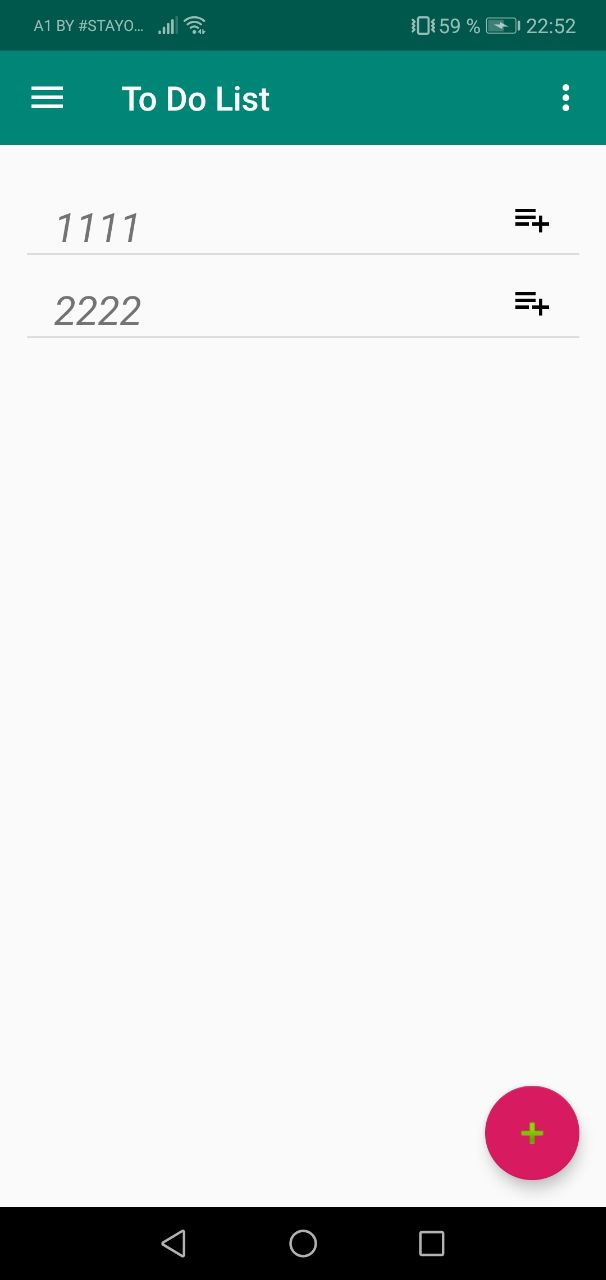 A1 BY #STAYO... 59 % 22:52
To Do List
1111
2222